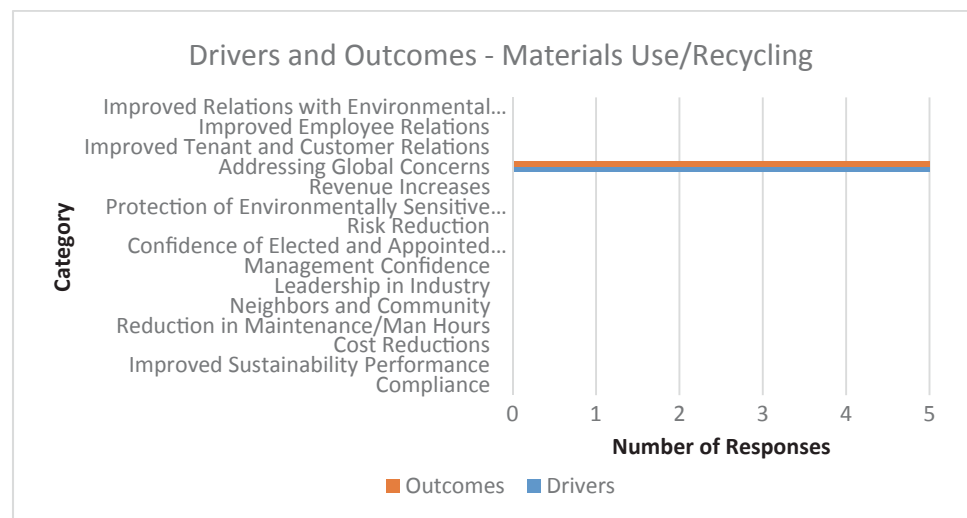 Drivers and Outcomes - Materials Use/Recycling
Improved Relations with Environmental...
Improved Employee Relations
Improved Tenant and Customer Relations
Addressing Global Concerns
Revenue Increases
Protection of Environmentally Sensitive...
Risk Reduction
Confidence of Elected and Appointed...
Management Confidence
Leadership in Industry
Neighbors and Community
Reduction in Maintenance/Man Hours
Cost Reductions
Improved Sustainability Performance
Compliance
Category
0 1 2 3 4 5
Number of Responses
Outcomes Drivers